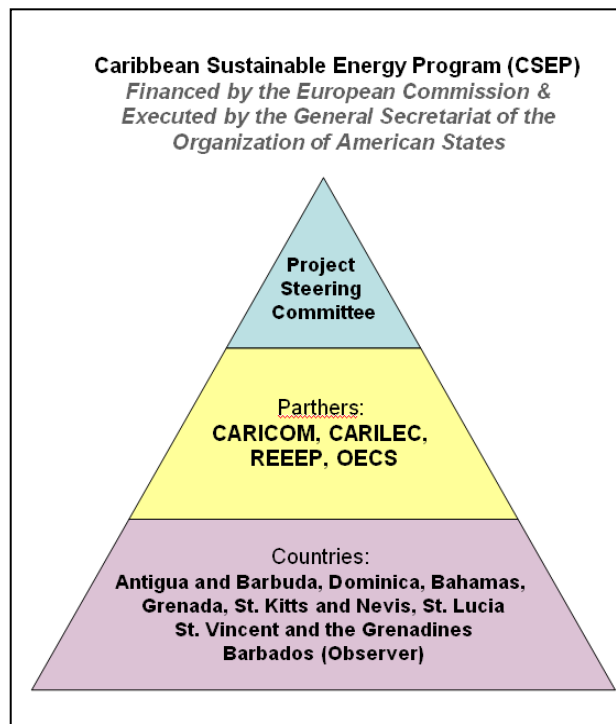 Caribbean Sustainable Energy Program (CSEP)
Financed by the European Commission &
Executed by the General Secretariat of the
Organization of American States
Project
Steering
Committee
Parthers:
CARICOM, CARILEC,
REEEP, OECS
Countries:
Antigua and Barbuda, Dominica, Bahamas,
Grenada, St. Kitts and Nevis, St. Lucia
St. Vincent and the Grenadines
Barbados (Observer)